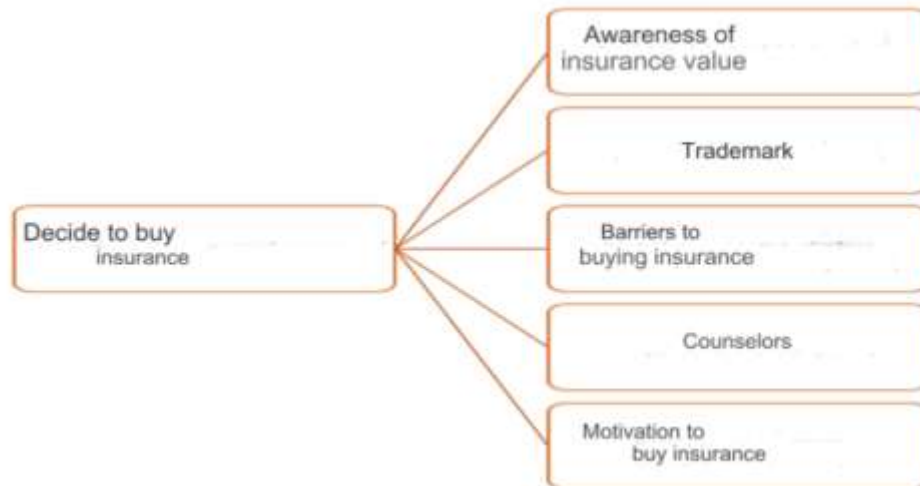 Awareness of
insurance value
Trademark
Decide to buy
insurance
Barriers to
buying insurance
Counselors
Motivation to
buy insurance